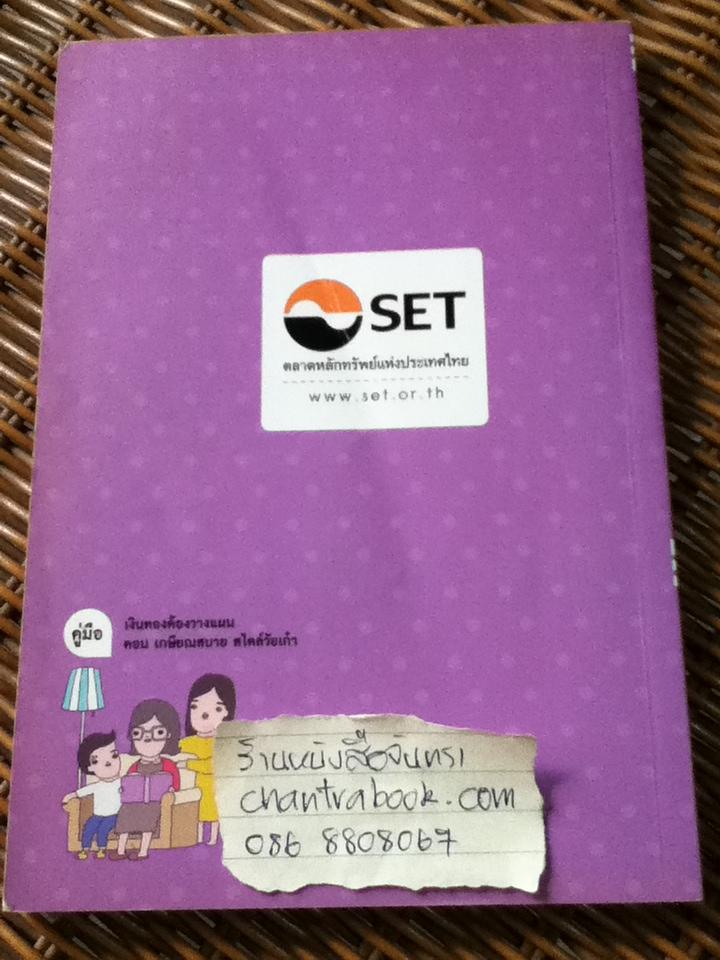 SET
ตลาดหลักทรัพย์แห่งประเทศไทย
www.set.or.th
คู่มือ
เงินทองต้องวางแผน
ตอน เกษียณสบาย สไตล์วัยเก๋า
ร้านหนังสือจันทรา
chantrabook.com
086 8808067